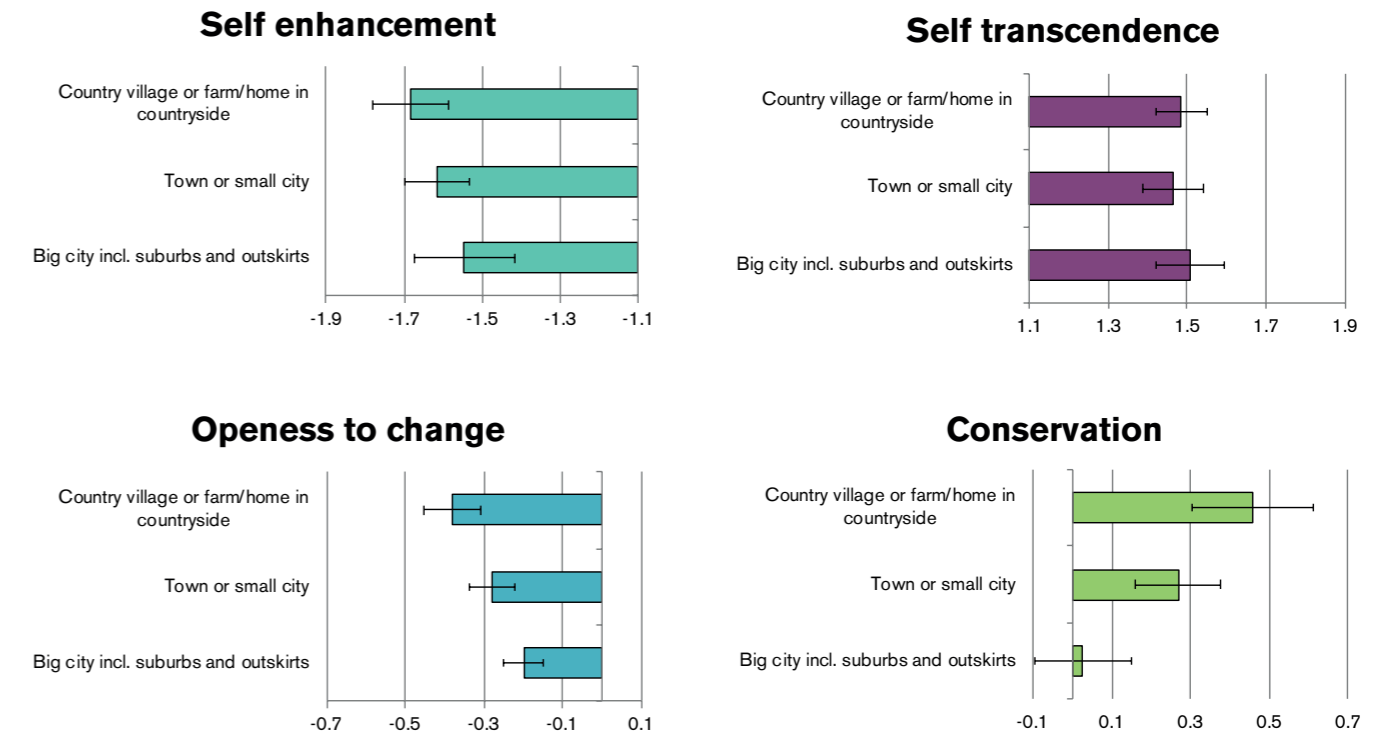 Self enhancement
Country village or farm/home in
countryside
Town or small city
Big city incl. suburbs and outskirts
-1.9 -1.7 -1.5 -1.3 -1.1
Self transcendence
Country village or farm/home in
countryside
Town or small city
Big city incl. suburbs and outskirts
1.1 1.3 1.5 1.7 1.9
Openess to change
Country village or farm/home in
countryside
Town or small city
Big city incl. suburbs and outskirts
-0.7 -0.5 -0.3 -0.1 0.1
Conservation
Country village or farm/home in
countryside
Town or small city
Big city incl. suburbs and outskirts
-0.1 0.1 0.3 0.5 0.7